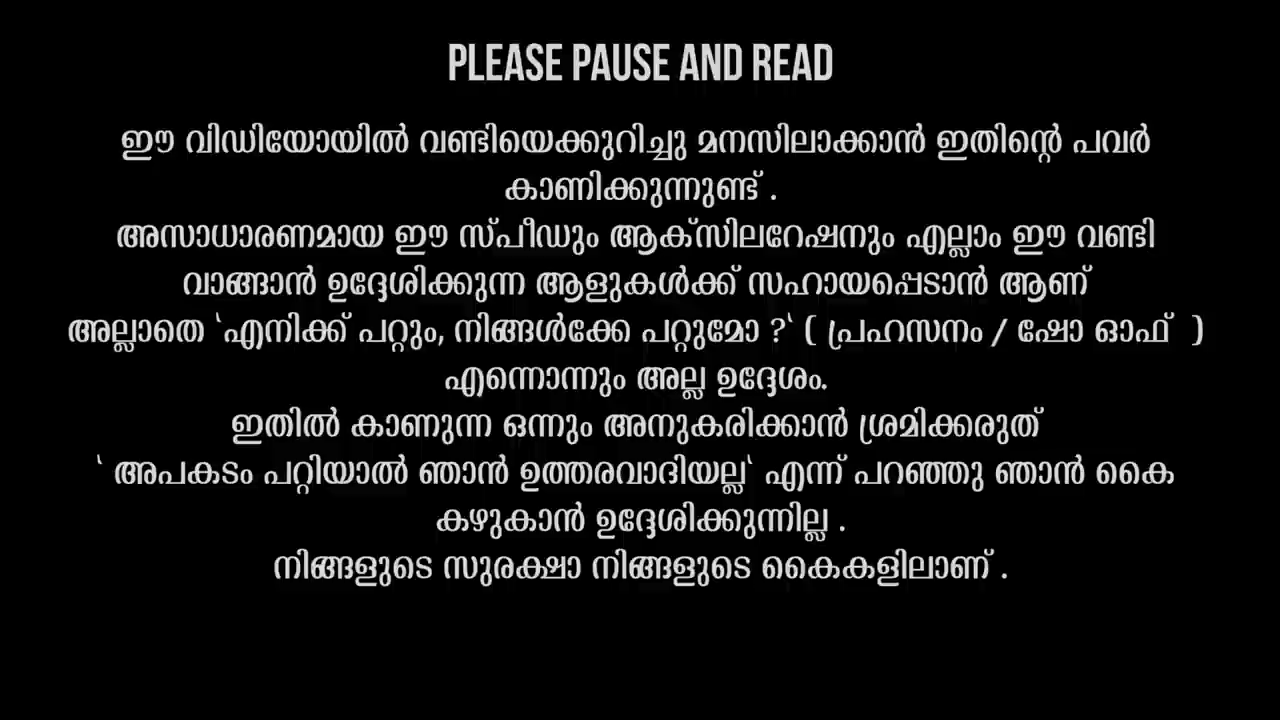 PLEASE PAUSE AND READ
ഈ വിഡിയോയിൽ വണ്ടിയെക്കുറിച്ചു മനസിലാക്കാൻ ഇതിന്റെ പവർ
കാണിക്കുന്നുണ്ട് .
അസാധാരണമായ ഈ സ്പീഡും ആക്സിലറേഷനും എല്ലാം ഈ വണ്ടി
വാങ്ങാൻ ഉദ്ദേശിക്കുന്ന ആളുകൾക്ക് സഹായപ്പെടാൻ ആണ്
അല്ലാതെ ‛എനിക്ക് പറ്റും, നിങ്ങൾക്കേ പറ്റുമോ ?‛ ( പ്രഹസനം / ഷോ ഓഫ് )
എന്നൊന്നും അല്ല ഉദ്ദേശം.
ഇതിൽ കാണുന്ന ഒന്നും അനുകരിക്കാൻ ശ്രമിക്കരുത്
‛ അപകടം പറ്റിയാൽ ഞാൻ ഉത്തരവാദിയല്ല‛ എന്ന് പറഞ്ഞു ഞാൻ കൈ
കഴുകാൻ ഉദ്ദേശിക്കുന്നില്ല .
നിങ്ങളുടെ സുരക്ഷാ നിങ്ങളുടെ കൈകളിലാണ് .